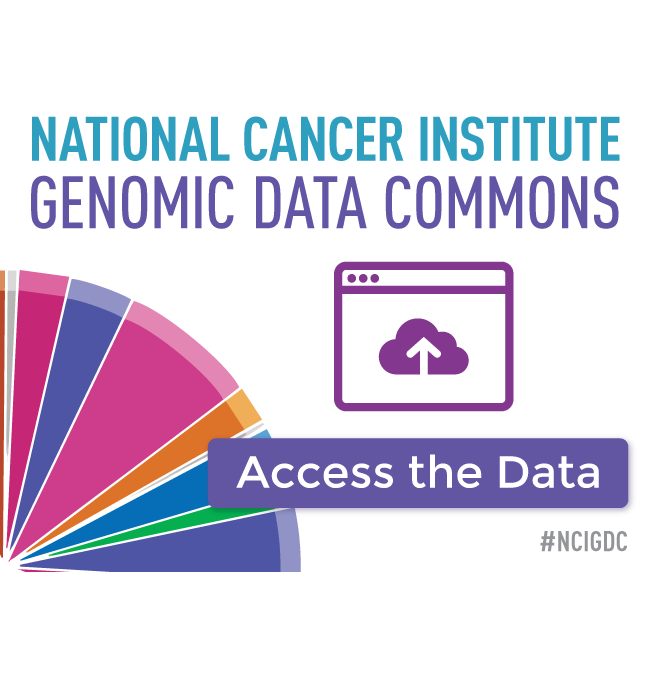 NATIONAL CANCER INSTITUTE
GENOMIC DATA COMMONS
Access the Data
#NCIGDC